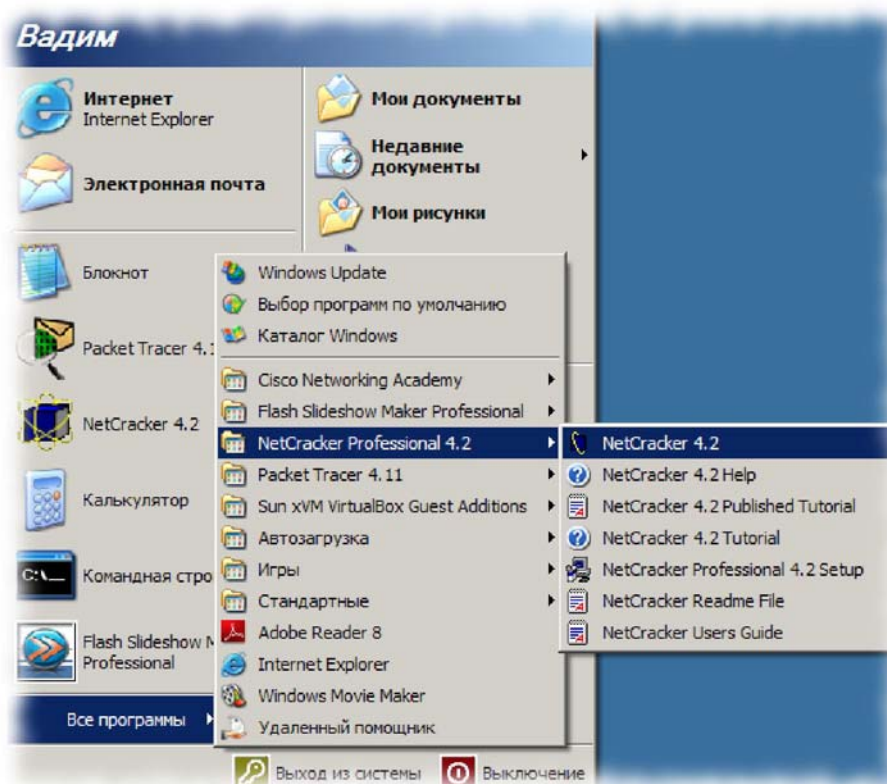 Вадим
Интернет
Internet Explorer
Электронная почта
Блокнот
Packet Tracer 4.1
NetCracker 4.2
Калькулятор
C:\
Командная стро
Flash Slideshow M
Professional
Все программы
Мои документы
Недавние
документы
Мои рисунки
Windows Update
Выбор программ по умолчанию
Каталог Windows
Cisco Networking Academy
Flash Slideshow Maker Professional
NetCracker Professional 4.2
Packet Tracer 4.11
Sun xVM VirtualBox Guest Additions
Автозагрузка
Игры
Стандартные
Adobe Reader 8
Internet Explorer
Windows Movie Maker
Удаленный помощник
NetCracker 4.2
NetCracker 4.2 Help
NetCracker 4.2 Published Tutorial
NetCracker 4.2 Tutorial
NetCracker Professional 4.2 Setup
NetCracker Readme File
NetCracker Users Guide
Выход из системы
Выключение